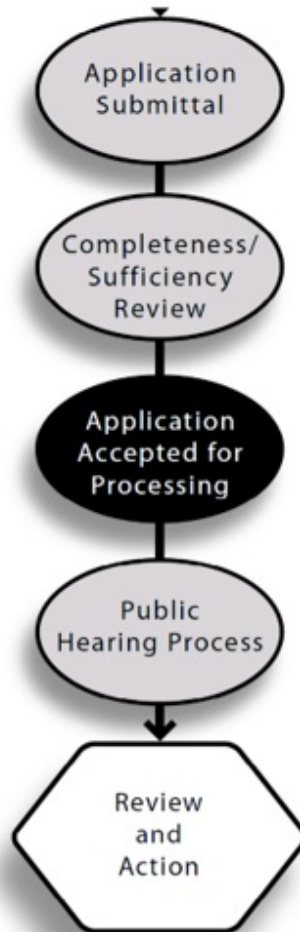 Application
Submittal
Completeness/
Sufficiency
Review
Application
Accepted for
Processing
Public
Hearing Process
Review
and
Action